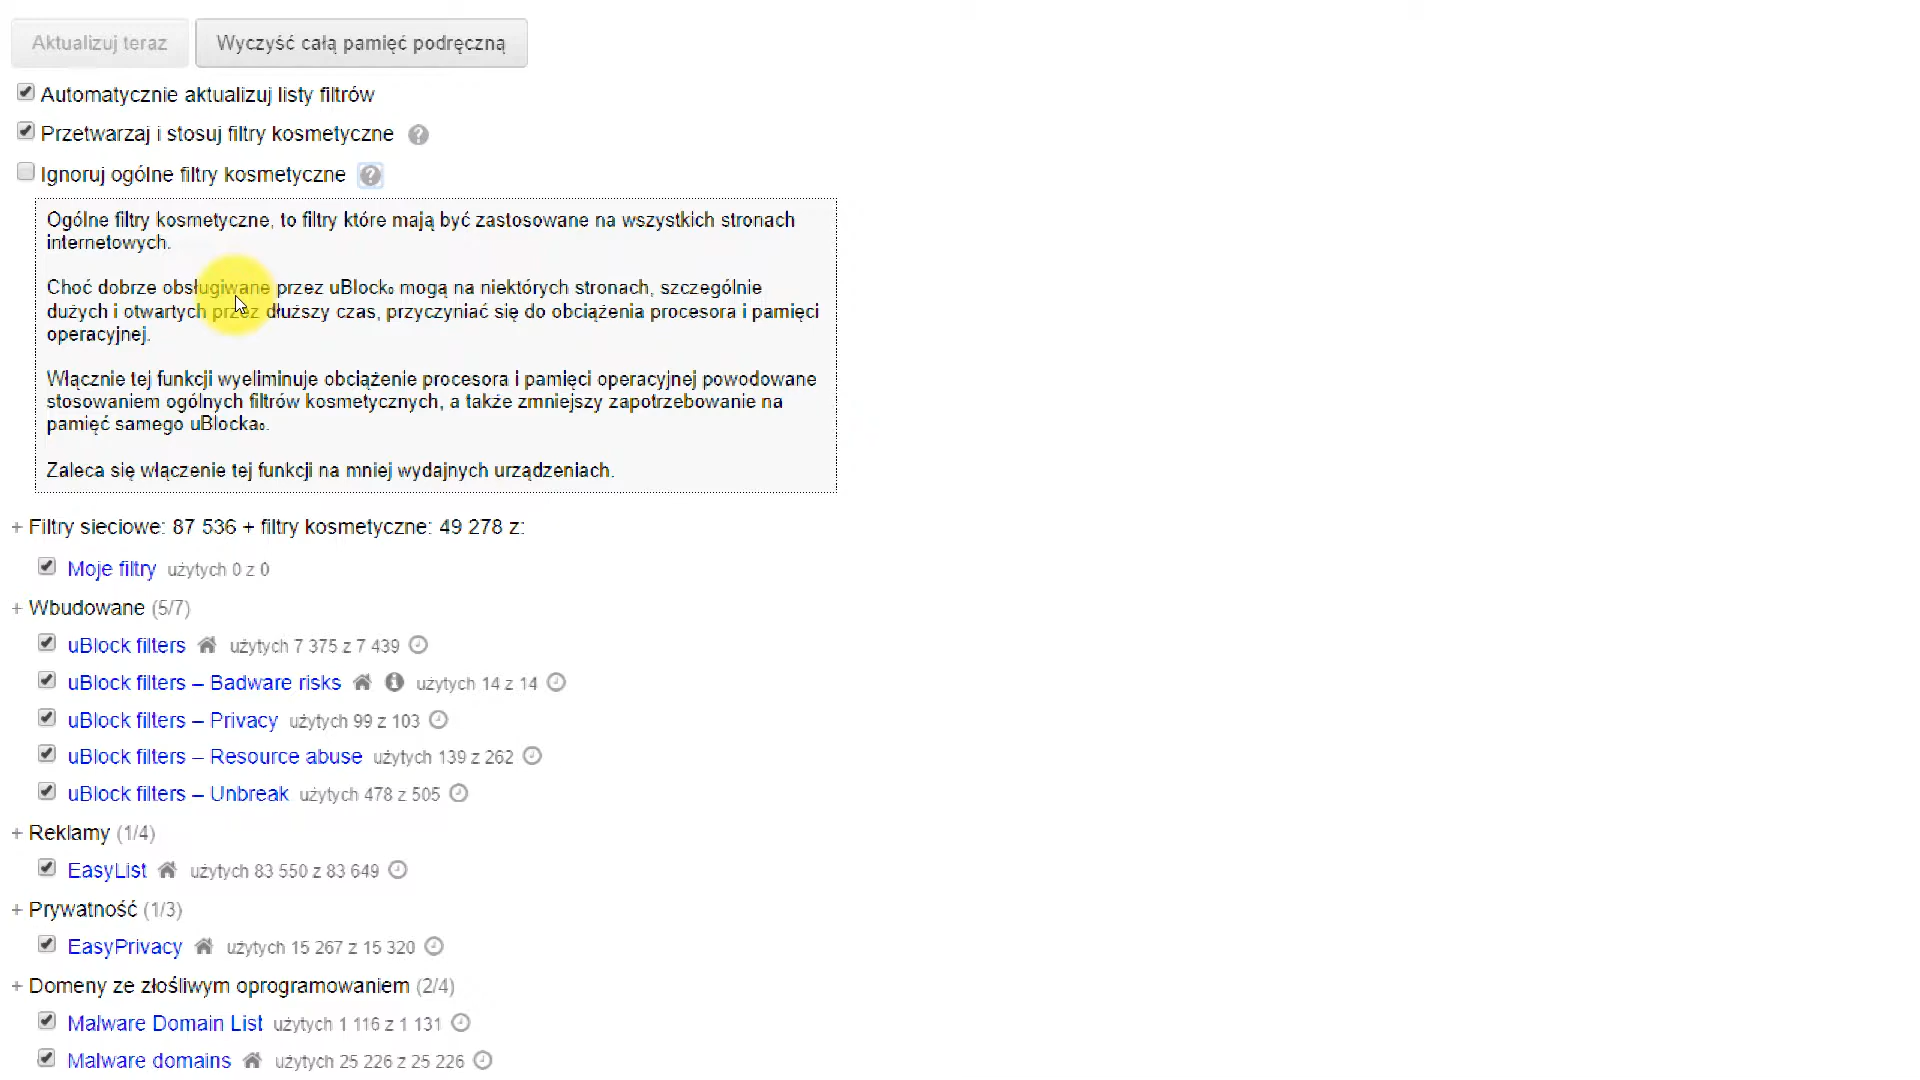 Aktualizuj teraz
Wyczyść całą pamięć podręczną
Automatycznie aktualizuj listy filtrów
Przetwarzaj i stosuj filtry kosmetyczne
Ignoruj ogólne filtry kosmetyczne
Ogólne filtry kosmetyczne, to filtry które mają być zastosowane na wszystkich stronach
internetowych.
Choć dobrze obsługiwane przez uBlock₀ mogą na niektórych stronach, szczególnie
dużych i otwartych przez dłuższy czas, przyczyniać się do obciążenia procesora i pamięci
operacyjnej.
Włącznie tej funkcji wyeliminuje obciążenie procesora i pamięci operacyjnej powodowane
stosowaniem ogólnych filtrów kosmetycznych, a także zmniejszy zapotrzebowanie na
pamięć samego uBlocka₀.
Zaleca się włączenie tej funkcji na mniej wydajnych urządzeniach.
+ Filtry sieciowe: 87 536 + filtry kosmetyczne: 49 278 z:
Moje filtry użytych 0 z 0
+ Wbudowane (5/7)
uBlock filters użytych 7 375 z 7 439
uBlock filters – Badware risks użytych 14 z 14
uBlock filters – Privacy użytych 99 z 103
uBlock filters – Resource abuse użytych 139 z 262
uBlock filters – Unbreak użytych 478 z 505
+ Reklamy (1/4)
EasyList użytych 83 550 z 83 649
+ Prywatność (1/3)
EasyPrivacy użytych 15 267 z 15 320
+ Domeny ze złośliwym oprogramowaniem (2/4)
Malware Domain List użytych 1 116 z 1 131
Malware domains użytych 25 226 z 25 226